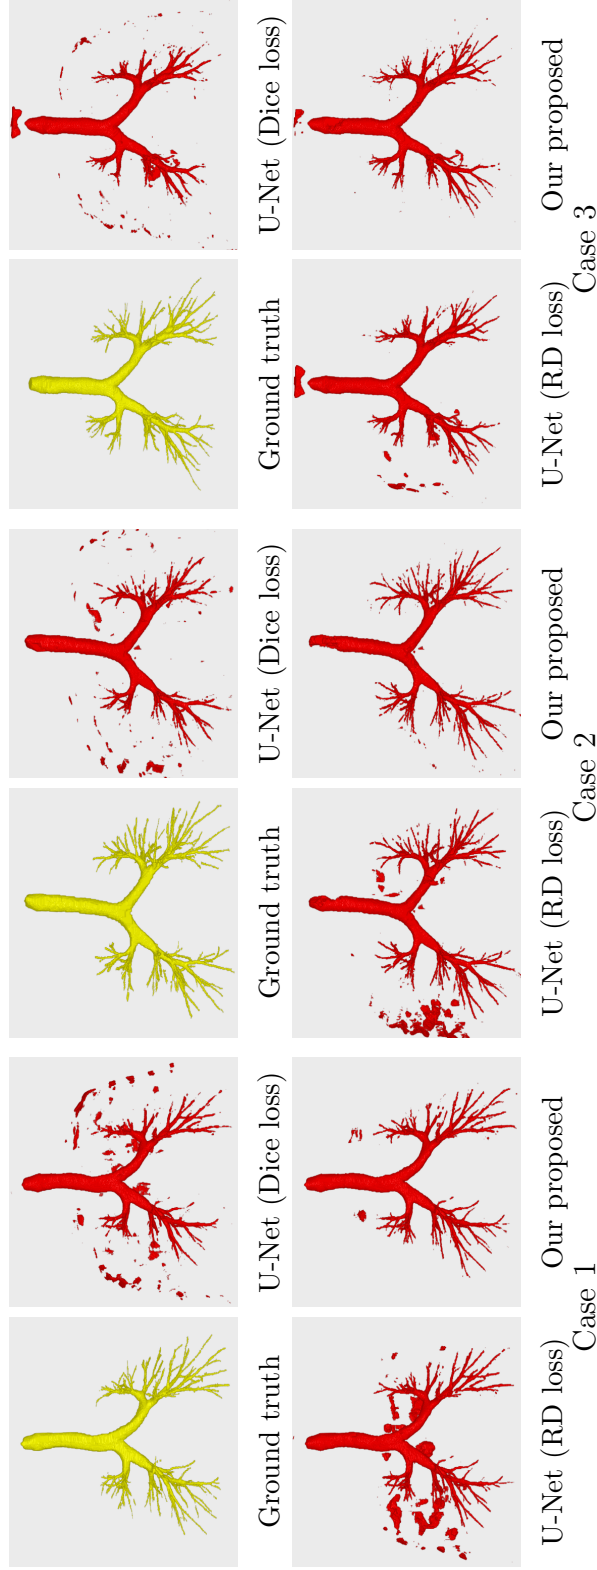 Ground truth
U-Net (Dice loss)
U-Net (RD loss)
Our proposed
Case 1
Ground truth
U-Net (Dice loss)
U-Net (RD loss)
Our proposed
Case 2
Ground truth
U-Net (Dice loss)
U-Net (RD loss)
Our proposed
Case 3